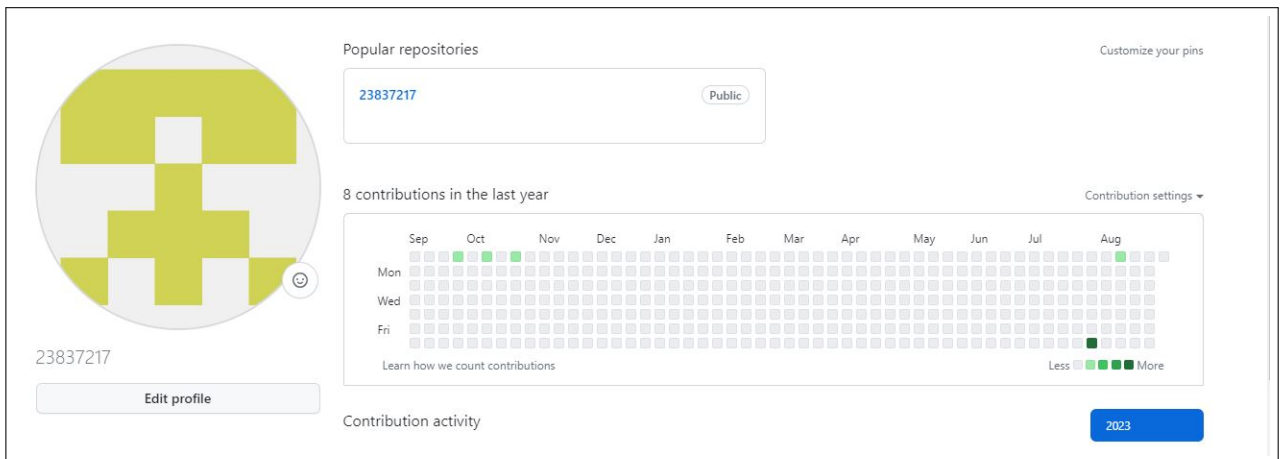 Popular repositories
Customize your pins
23837217
Public
8 contributions in the last year
Contribution settings
Sep Oct Nov Dec Jan Feb Mar Apr May Jun Jul Aug
Mon
Wed
Fri
Learn how we count contributions
Less More
23837217
Edit profile
Contribution activity
2023